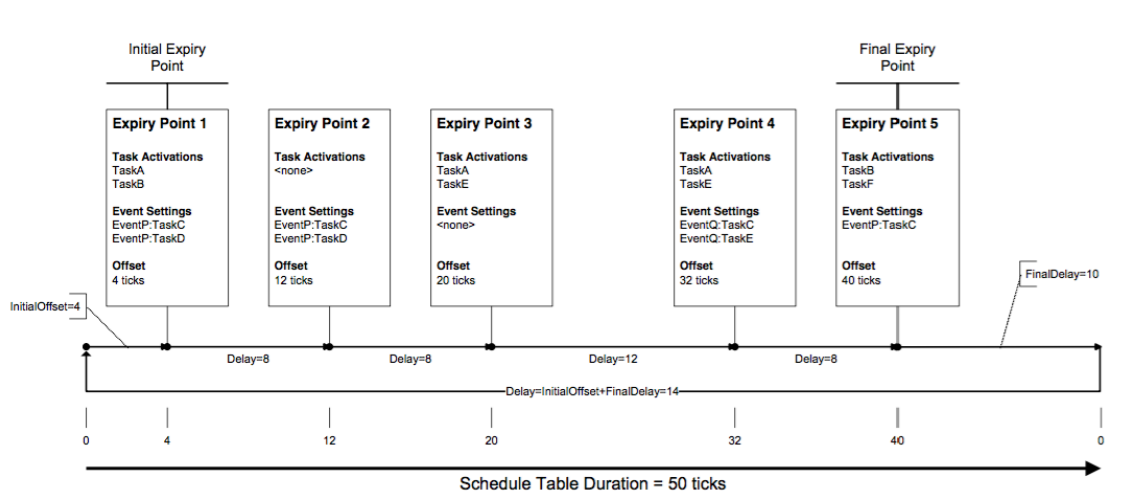 Initial Expiry
Point
Final Expiry
Point
Expiry Point 1
Task Activations
TaskA
TaskB
Event Settings
EventP:TaskC
EventP:TaskD
Offset
4 ticks
Expiry Point 2
Task Activations
<none>
Event Settings
EventP:TaskC
EventP:TaskD
Offset
12 ticks
Expiry Point 3
Task Activations
TaskA
TaskE
Event Settings
<none>
Offset
20 ticks
Expiry Point 4
Task Activations
TaskA
TaskE
Event Settings
EventQ:TaskC
EventQ:TaskE
Offset
32 ticks
Expiry Point 5
Task Activations
TaskB
TaskF
Event Settings
EventP:TaskC
Offset
40 ticks
InitialOffset=4
FinalDelay=10
Delay=8
Delay=8
Delay=12
Delay=8
Delay=InitialOffset+FinalDelay=14
0 4 12 20 32 40 0
Schedule Table Duration = 50 ticks